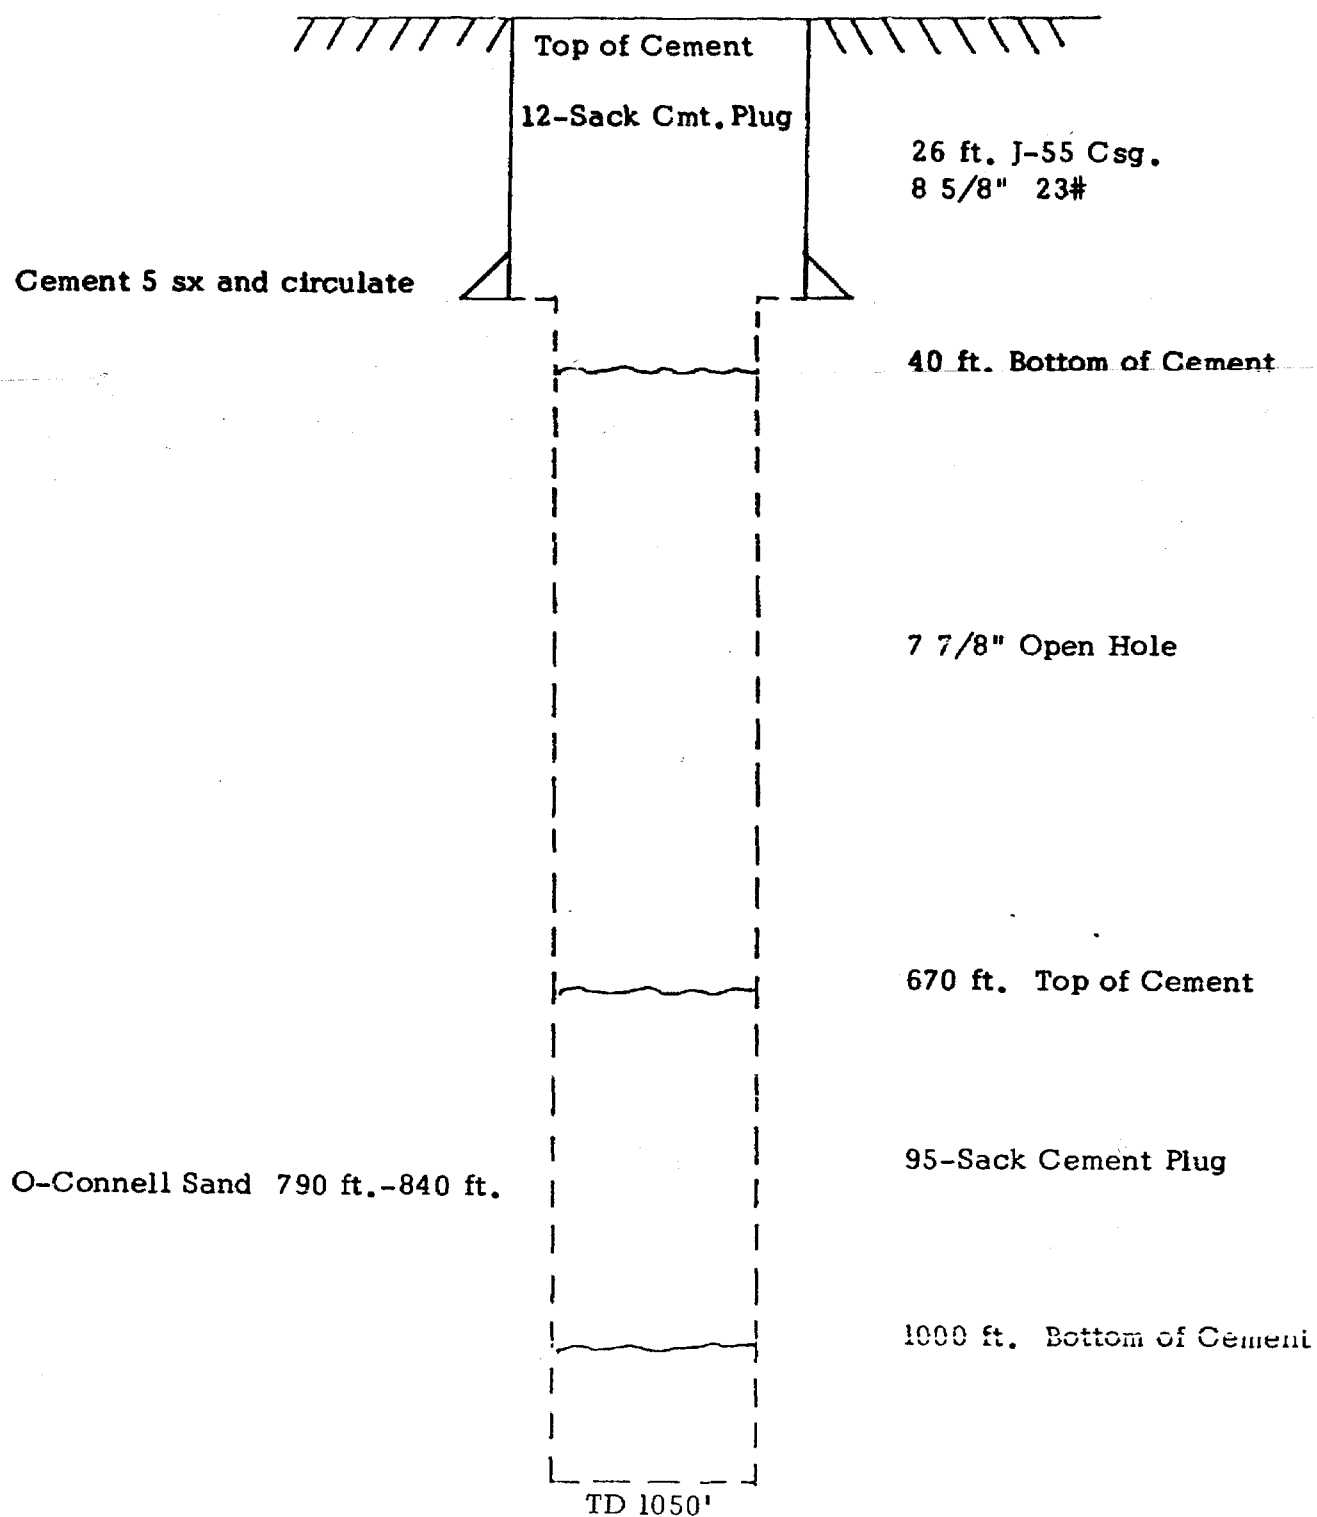 Top of Cement
12-Sack Cmt. Plug
26 ft. J-55 Csg.
8 5/8" 23#
Cement 5 sx and circulate
40 ft. Bottom of Cement
7 7/8" Open Hole
670 ft. Top of Cement
95-Sack Cement Plug
O-Connell Sand 790 ft.-840 ft.
1000 ft. Bottom of Cement
TD 1050'